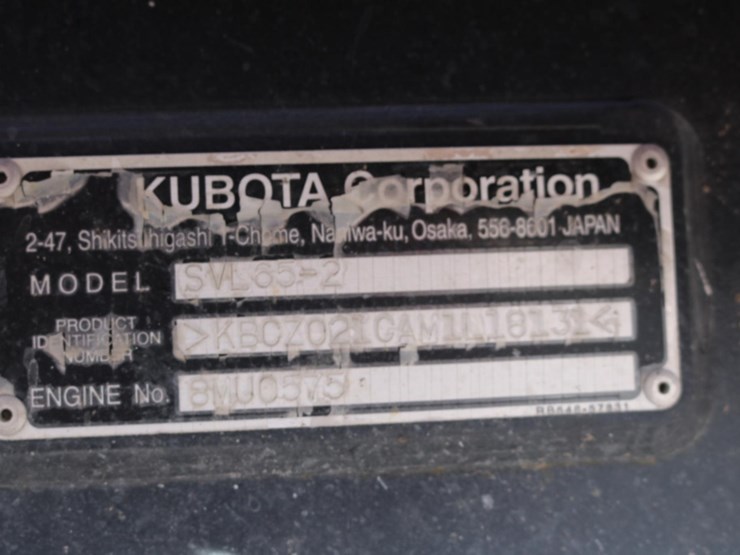 KUBOTA Corporation
2-47, Shikitsuhigashi 1-Chome, Naniwa-ku, Osaka, 556-8601 JAPAN
MODEL SVL65-2
PRODUCT
IDENTIFICATION
NUMBER
>KBCZ021CAM1L18131<
ENGINE No. 8MU0575